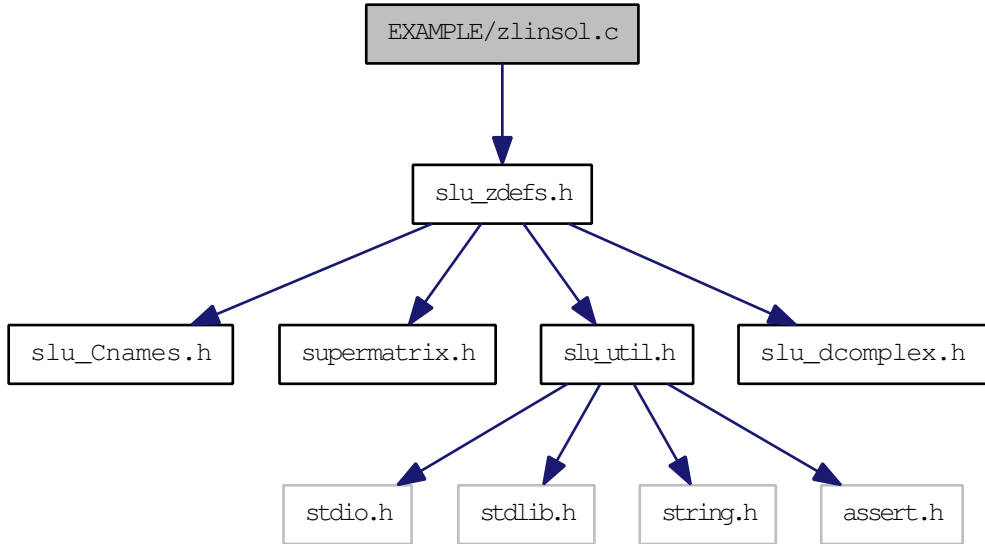 EXAMPLE/zlinsol.c
slu_zdefs.h
slu_Cnames.h
supermatrix.h
slu_util.h
slu_dcomplex.h
stdio.h
stdlib.h
string.h
assert.h